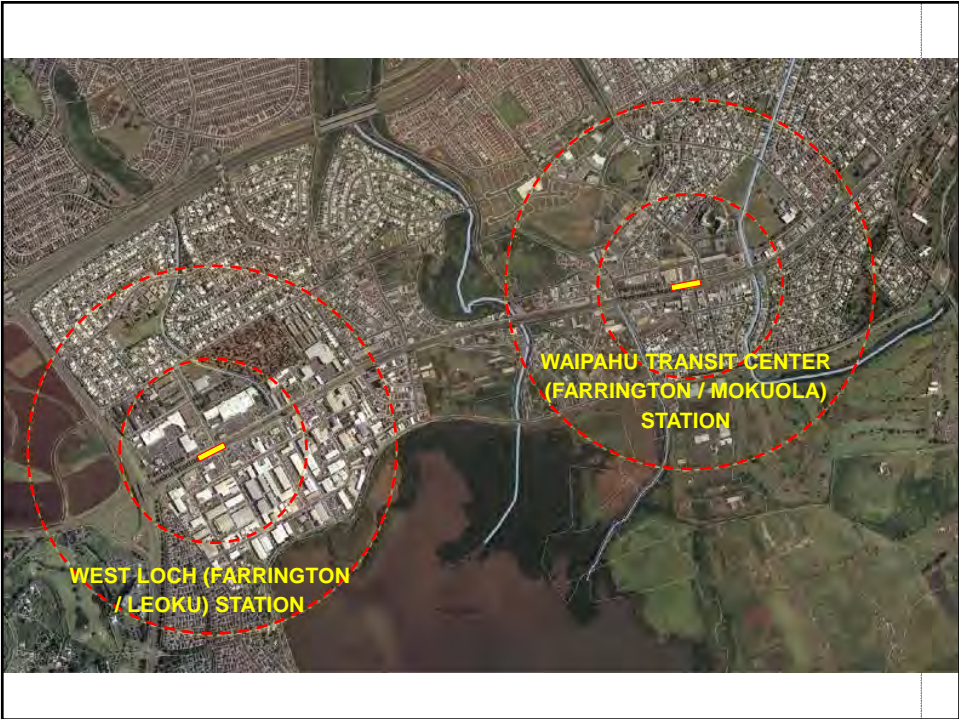 WAIPAHU TRANSIT CENTER
(FARRINGTON / MOKUOLA)
STATION
WEST LOCH (FARRINGTON
/ LEOKU) STATION